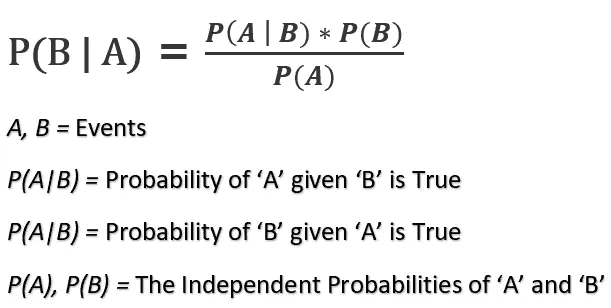 P(B | A) = P(A | B) * P(B) / P(A)
A, B = Events
P(A|B) = Probability of ‘A’ given ‘B’ is True
P(A|B) = Probability of ‘B’ given ‘A’ is True
P(A), P(B) = The Independent Probabilities of ‘A’ and ‘B’